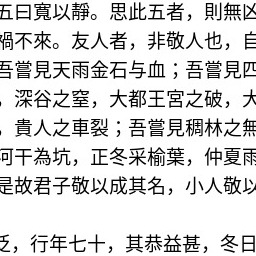 五曰寬以靜。思此五者，則無凶
禍不來。友人者，非敬人也，自
吾嘗見天雨金石與血；吾嘗見四
，深谷之窒，大都王宮之破，大
，貴人之車裂；吾嘗見稠林之無
河干為坑，正冬采榆葉，仲夏雨
是故君子敬以成其名，小人敬以
乏，行年七十，其恭益甚，冬日